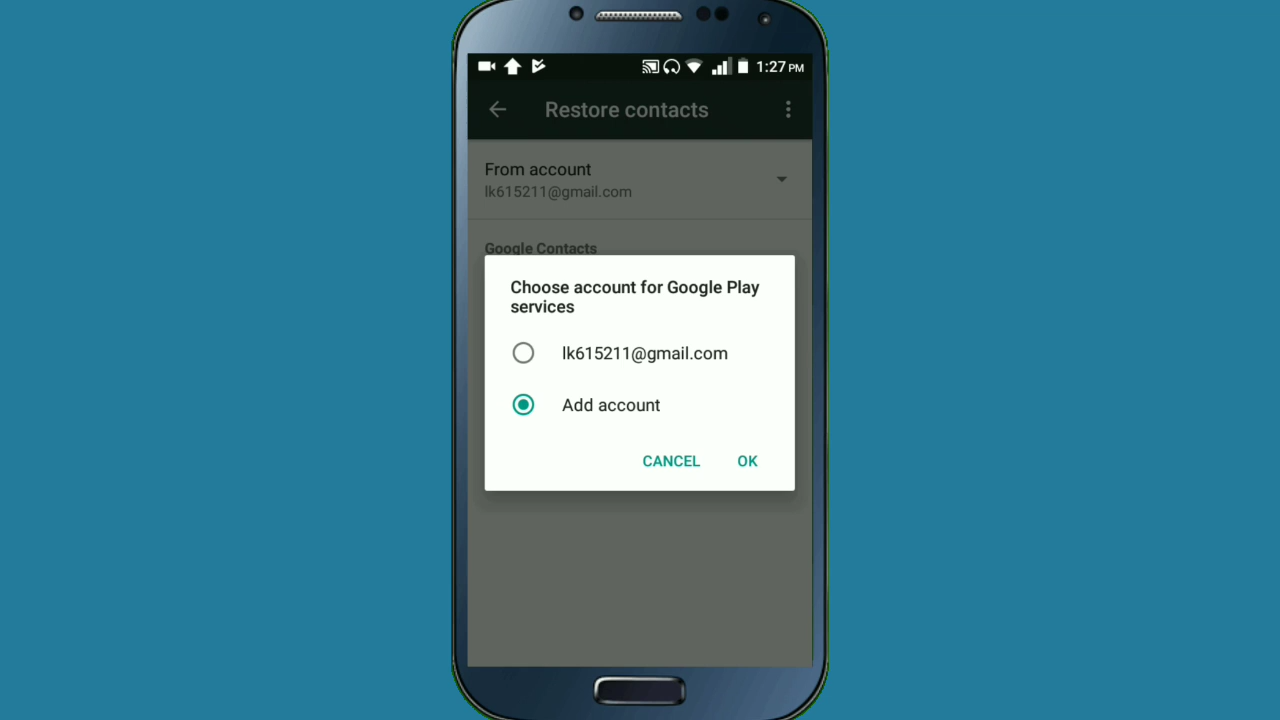 1:27 PM
Restore contacts
From account
lk615211@gmail.com
Google Contacts
Choose account for Google Play
services
lk615211@gmail.com
Add account
CANCEL OK